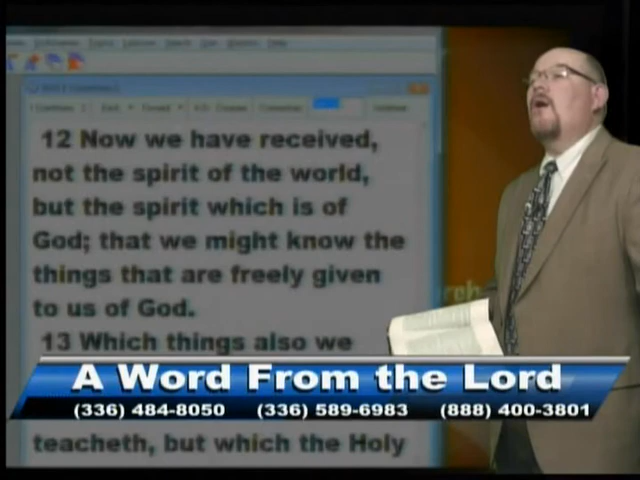 12 Now we have received,
not the spirit of the world,
but the spirit which is of
God; that we might know the
things that are freely given
to us of God.
13 Which things also we
A Word From the Lord
(336) 484-8050 (336) 589-6983 (888) 400-3801
teacheth, but which the Holy